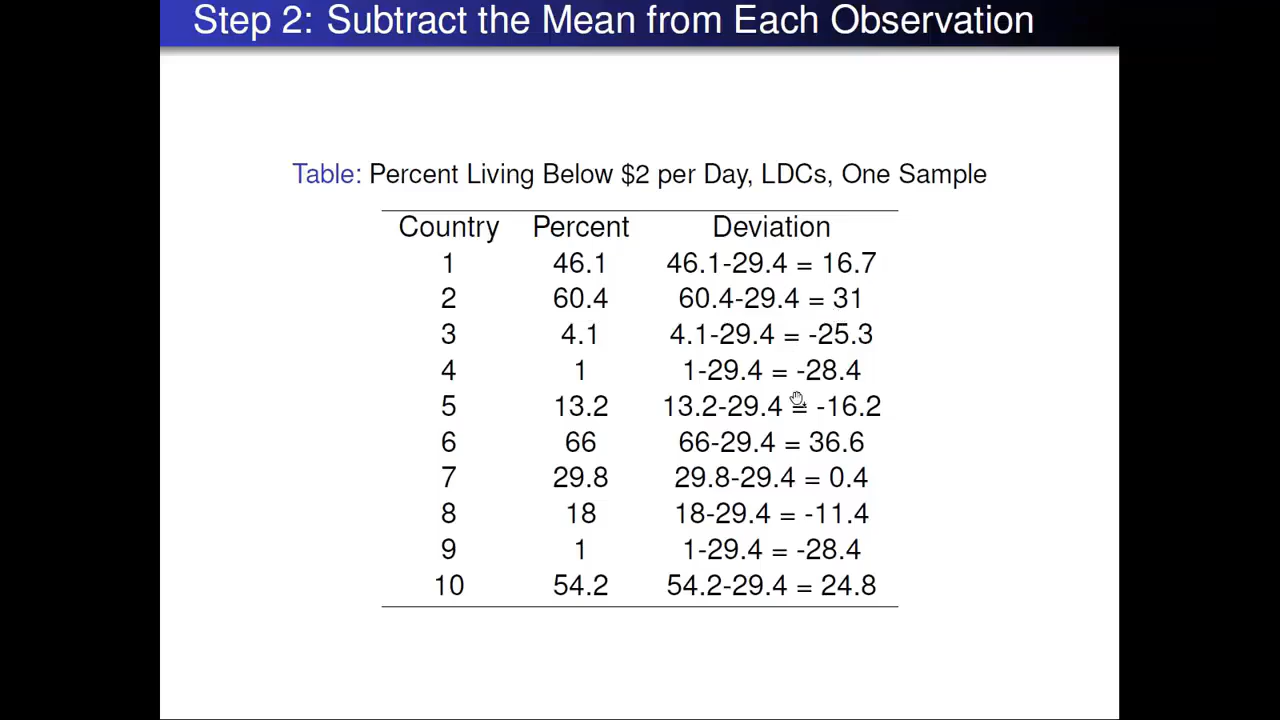 Step 2: Subtract the Mean from Each Observation
Table: Percent Living Below $2 per Day, LDCs, One Sample
Country Percent Deviation
1 46.1 46.1-29.4 = 16.7
2 60.4 60.4-29.4 = 31
3 4.1 4.1-29.4 = -25.3
4 1 1-29.4 = -28.4
5 13.2 13.2-29.4 = -16.2
6 66 66-29.4 = 36.6
7 29.8 29.8-29.4 = 0.4
8 18 18-29.4 = -11.4
9 1 1-29.4 = -28.4
10 54.2 54.2-29.4 = 24.8